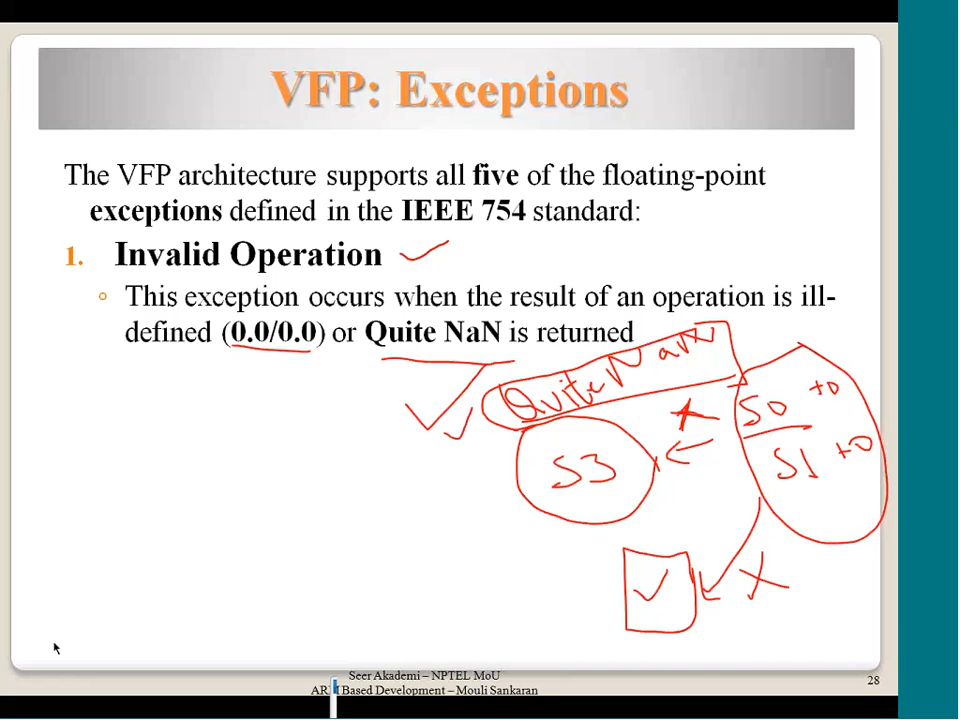 VFP: Exceptions
The VFP architecture supports all five of the floating-point
exceptions defined in the IEEE 754 standard:
1. Invalid Operation
This exception occurs when the result of an operation is ill-
defined (0.0/0.0) or Quite NaN is returned
Quite NaN
S0 +0
S3
S1 +0
Seer Akademi – NPTEL MoU
28
Based Development – Mouli Sankaran